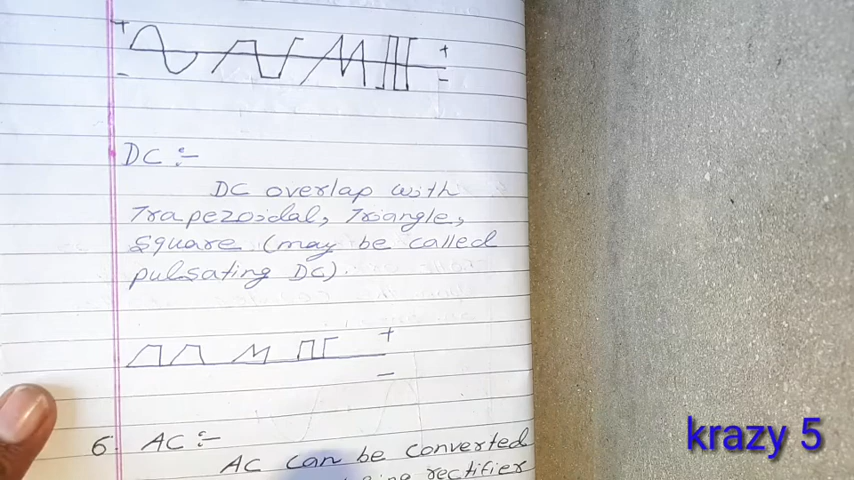 + 
- 
+
-
DC :-
DC overlap with
Trapezoidal, Triangle,
Square (may be called
pulsating DC).
+
-
6. AC :-
AC can be converted
rectifier
krazy 5